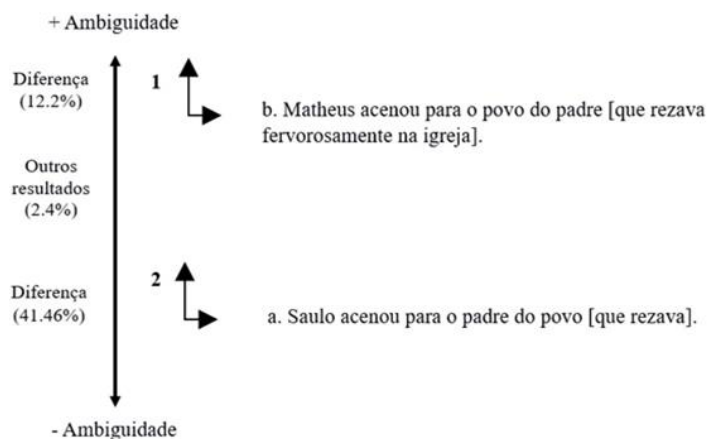 + Ambiguidade
Diferença
(12.2%)
1
b. Matheus acenou para o povo do padre [que rezava
fervorosamente na igreja].
Outros
resultados
(2.4%)
Diferença
(41.46%)
2
a. Saulo acenou para o padre do povo [que rezava].
- Ambiguidade